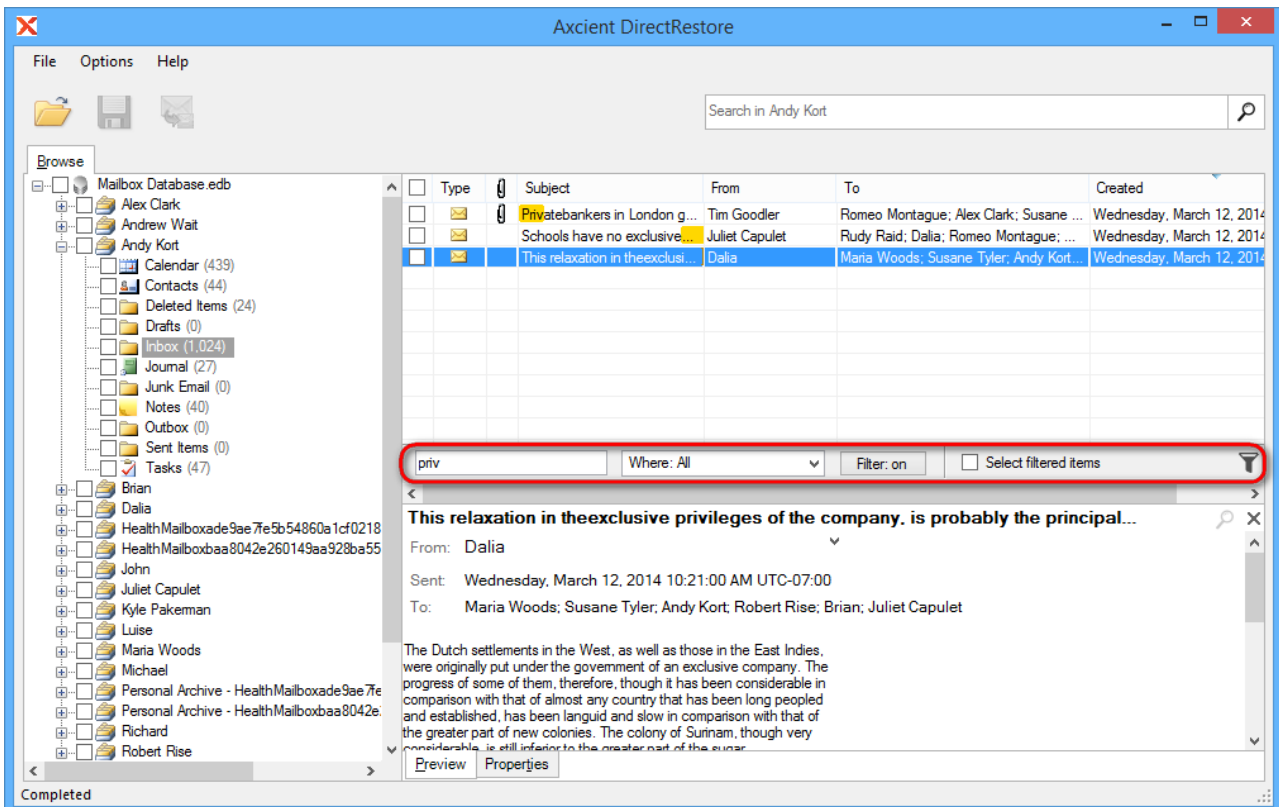 Axcient DirectRestore
File Options Help
Search in Andy Kort
Browse
Mailbox Database.edb
Alex Clark
Andrew Wait
Andy Kort
Calendar (439)
Contacts (44)
Deleted Items (24)
Drafts (0)
Inbox (1,024)
Journal (27)
Junk Email (0)
Notes (40)
Outbox (0)
Sent Items (0)
Tasks (47)
Brian
Dalia
HealthMailboxade9ae7fe5b54860a1cf0218
HealthMailboxbaa8042e260149aa928ba55
John
Juliet Capulet
Kyle Pakerman
Luise
Maria Woods
Michael
Personal Archive - HealthMailboxade9ae7fe
Personal Archive - HealthMailboxbaa8042e
Richard
Robert Rise
Type Subject From To Created
Privatebankers in London g... Tim Goodler Romeo Montague; Alex Clark; Susane ... Wednesday, March 12, 2014
Schools have no exclusive... Juliet Capulet Rudy Raid; Dalia; Romeo Montague; ... Wednesday, March 12, 2014
This relaxation in theexclusi... Dalia Maria Woods; Susane Tyler; Andy Kort... Wednesday, March 12, 2014
priv Where: All Filter: on Select filtered items
This relaxation in theexclusive privileges of the company, is probably the principal...
From: Dalia
Sent: Wednesday, March 12, 2014 10:21:00 AM UTC-07:00
To: Maria Woods; Susane Tyler; Andy Kort; Robert Rise; Brian; Juliet Capulet
The Dutch settlements in the West, as well as those in the East Indies,
were originally put under the government of an exclusive company. The
progress of some of them, therefore, though it has been considerable in
comparison with that of almost any country that has been long peopled
and established, has been languid and slow in comparison with that of
the greater part of new colonies. The colony of Surinam, though very
considerable, is still inferior to the greater part of the sugar
Preview Properties
Completed